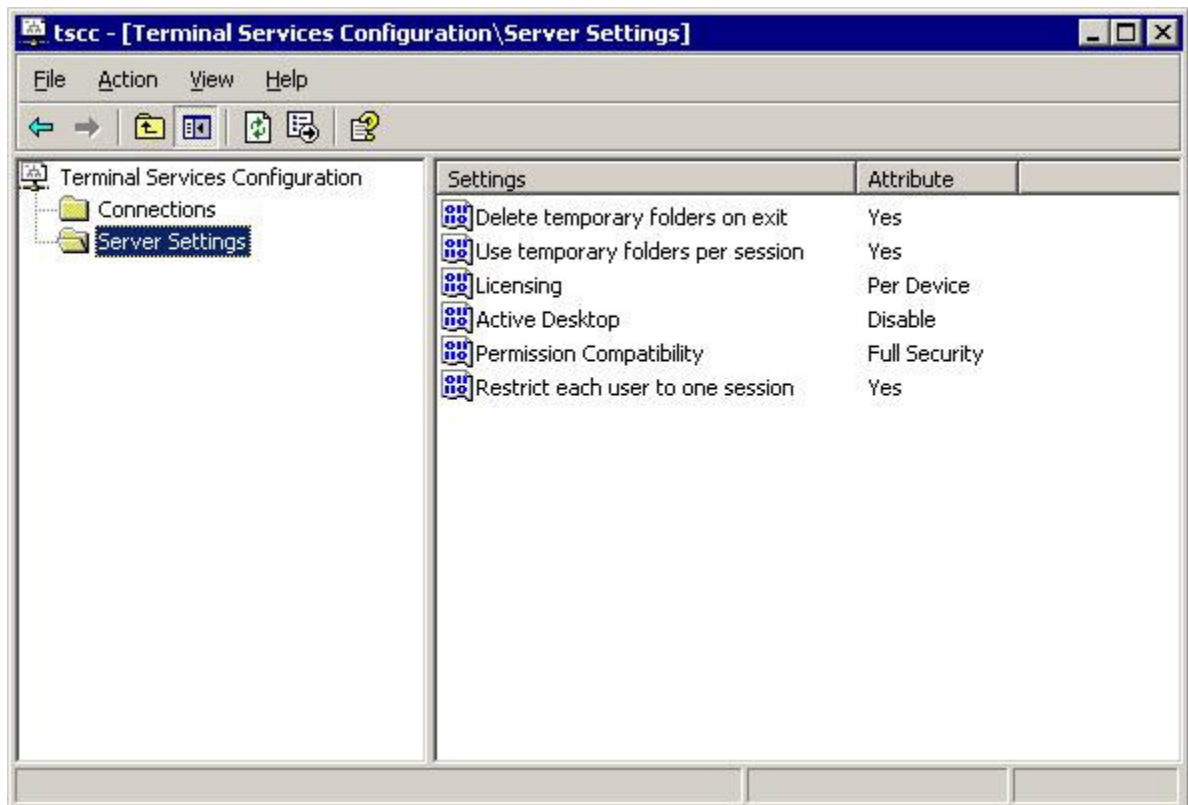 tscc - [Terminal Services Configuration\Server Settings]
File Action View Help
Terminal Services Configuration
Connections
Server Settings
Settings Attribute
Delete temporary folders on exit Yes
Use temporary folders per session Yes
Licensing Per Device
Active Desktop Disable
Permission Compatibility Full Security
Restrict each user to one session Yes